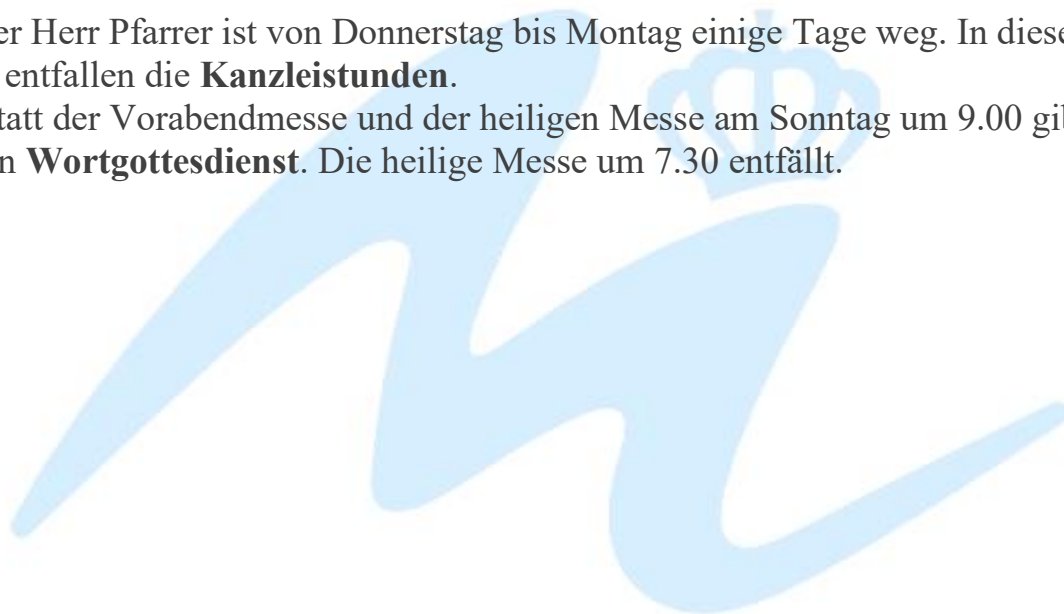 er Herr Pfarrer ist von Donnerstag bis Montag einige Tage weg. In diese
entfallen die Kanzleistunden.
tatt der Vorabendmesse und der heiligen Messe am Sonntag um 9.00 gib
n Wortgottesdienst. Die heilige Messe um 7.30 entfällt.